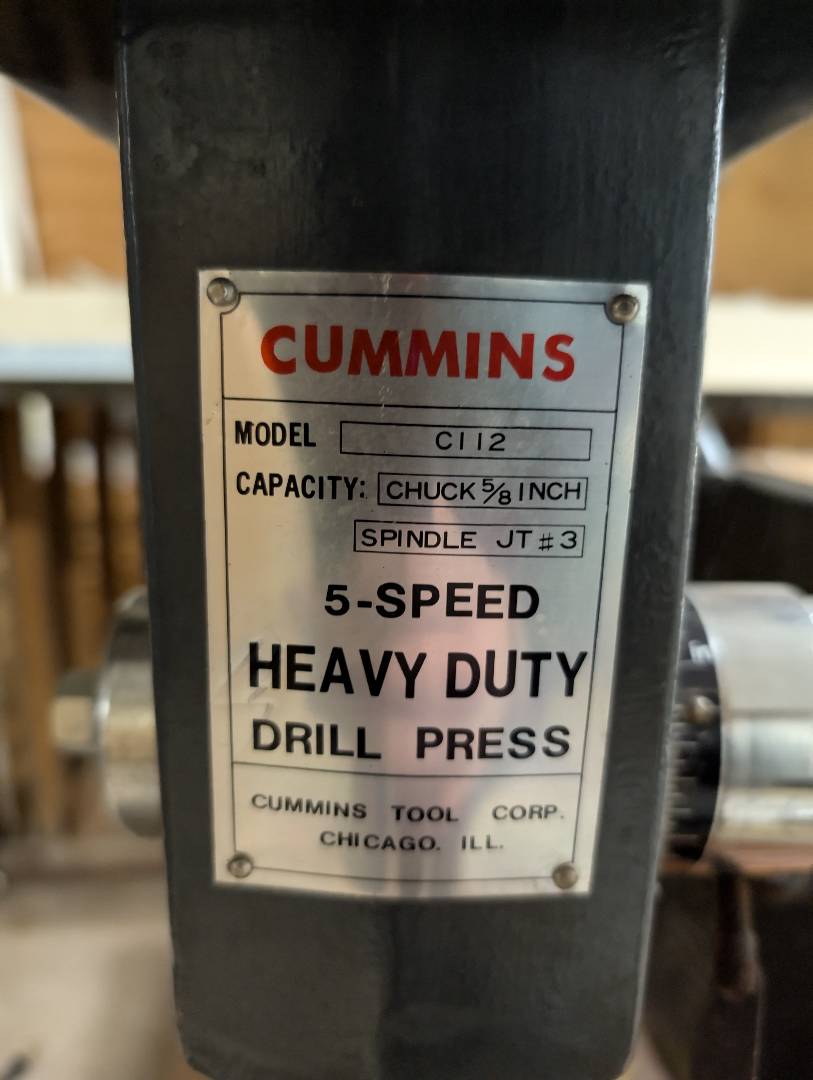 CUMMINS
MODEL C112
CAPACITY: CHUCK 5/8 INCH
SPINDLE JT#3
5-SPEED
HEAVY DUTY
DRILL PRESS
CUMMINS TOOL CORP.
CHICAGO. ILL.